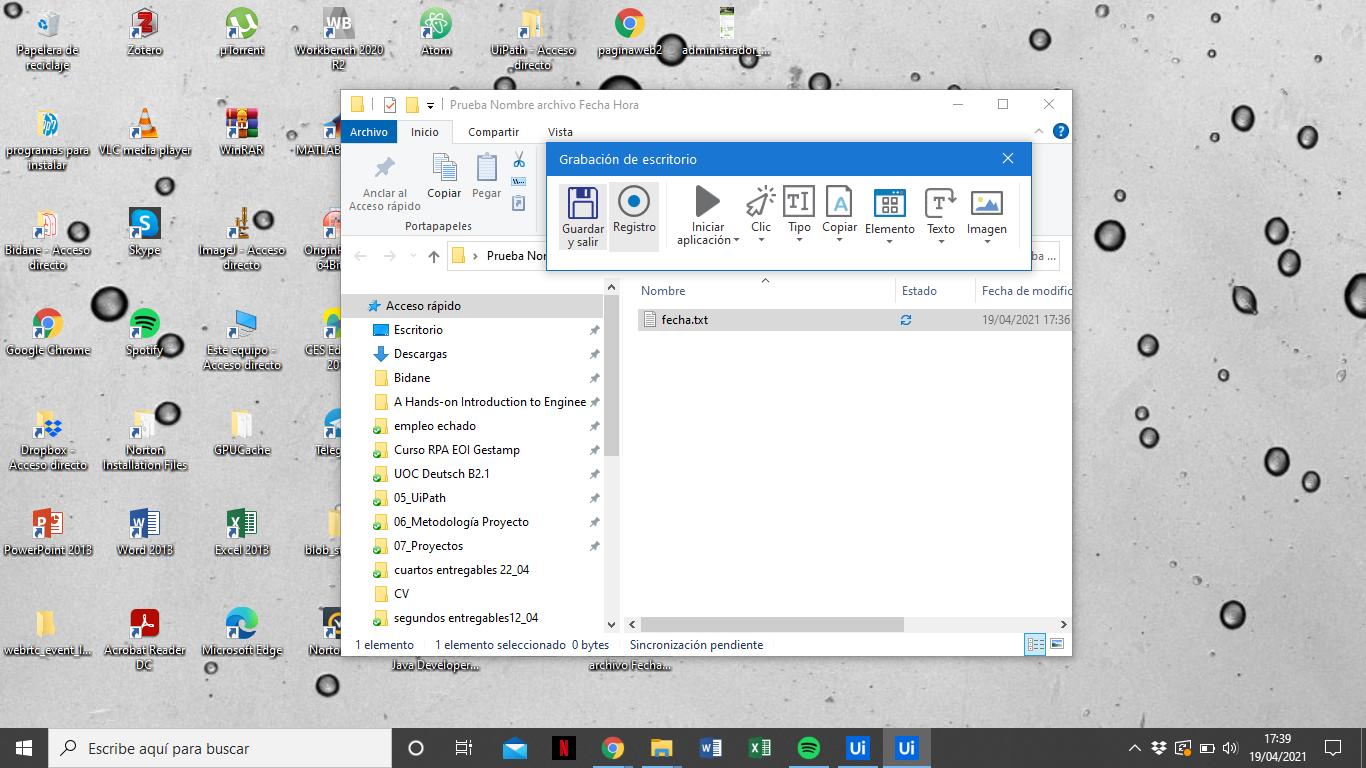 Papelera de
reciclaje
Zotero
µTorrent
Workbench 2020
R2
Atom
UiPath - Acceso
directo
paginaweb2
administrador_...
programas para
instalar
VLC media player
WinRAR
MATLAB
Bidane - Acceso
directo
Skype
ImageJ - Acceso
directo
OriginP
64Bi
Google Chrome
Spotify
Este equipo -
Acceso directo
CES Ed
20
Dropbox -
Acceso directo
Norton
Installation Files
GPUCache
Teleg
PowerPoint 2013
Word 2013
Excel 2013
blob_s
webrtc_event_l...
Acrobat Reader
DC
Microsoft Edge
Norto
Java Developer...
archivo Fecha...
Prueba Nombre archivo Fecha Hora
Archivo
Inicio
Compartir
Vista
Anclar al
Acceso rápido
Copiar
Pegar
Portapapeles
Prueba Nom
ba ...
Grabación de escritorio
Guardar
y salir
Registro
Iniciar
aplicación
Clic
Tipo
Copiar
Elemento
Texto
Imagen
Acceso rápido
Escritorio
Descargas
Bidane
A Hands-on Introduction to Enginee
empleo echado
Curso RPA EOI Gestamp
UOC Deutsch B2.1
05_UiPath
06_Metodología Proyecto
07_Proyectos
cuartos entregables 22_04
CV
segundos entregables12_04
Nombre
Estado
Fecha de modific
fecha.txt
19/04/2021 17:36
1 elemento
1 elemento seleccionado 0 bytes
Sincronización pendiente
Escribe aquí para buscar
Ui
Ui
17:39
19/04/2021